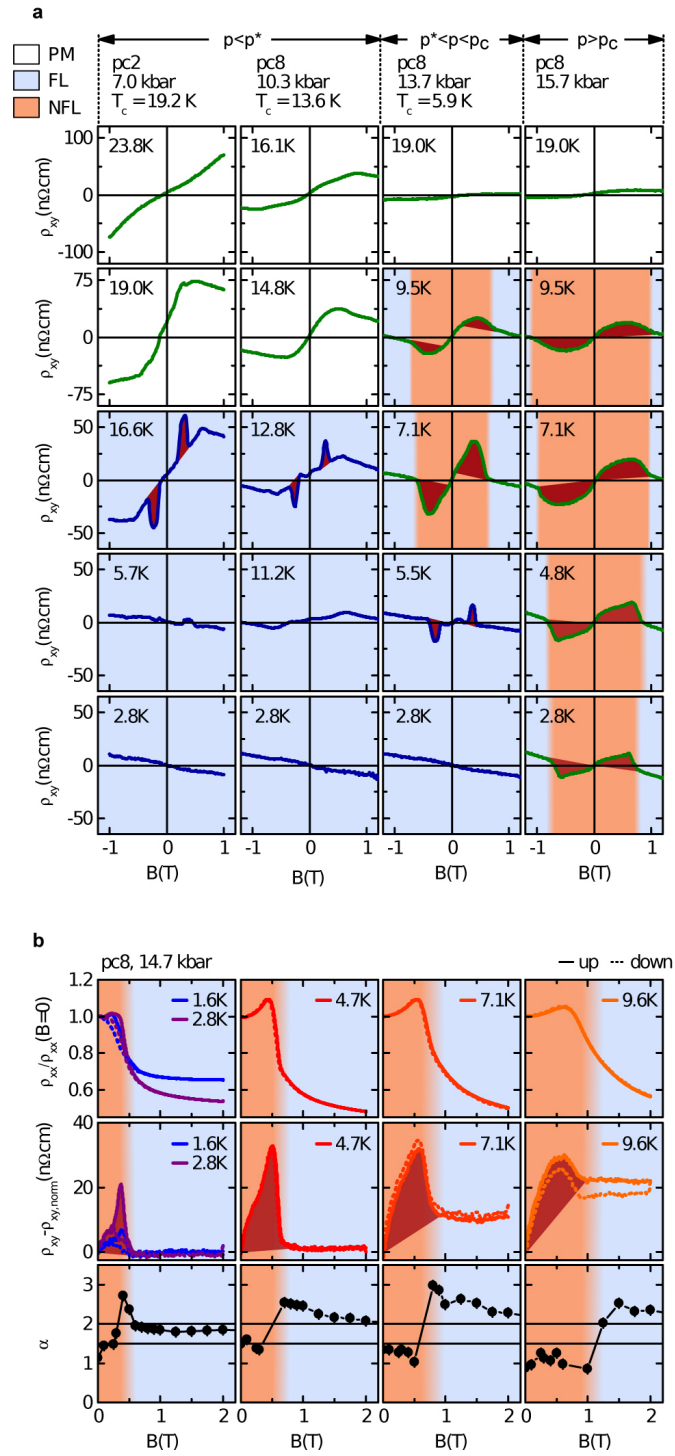 a
p<p*
p*<p<pC
p>pC
PM
FL
NFL
pc2
7.0 kbar
Tc = 19.2 K
pc8
10.3 kbar
Tc = 13.6 K
pc8
13.7 kbar
Tc = 5.9 K
pc8
15.7 kbar
ρxy(nΩcm)
100
0
-100
23.8K
16.1K
19.0K
19.0K
ρxy(nΩcm)
75
0
-75
19.0K
14.8K
9.5K
9.5K
ρxy(nΩcm)
50
0
-50
16.6K
12.8K
7.1K
7.1K
ρxy(nΩcm)
50
0
-50
5.7K
11.2K
5.5K
4.8K
ρxy(nΩcm)
50
0
-50
2.8K
2.8K
2.8K
2.8K
-1 0 1
-1 0 1
-1 0 1
-1 0 1
B(T)
B(T)
B(T)
B(T)
b
pc8, 14.7 kbar
up
down
ρxx/ρxx(B=0)
1.2
1.0
0.8
0.6
1.6K
2.8K
4.7K
7.1K
9.6K
ρxy-ρxy,norm(nΩcm)
40
20
0
1.6K
2.8K
4.7K
7.1K
9.6K
α
3
2
1
0
0 1
0 1
0 1
0 1 2
B(T)
B(T)
B(T)
B(T)